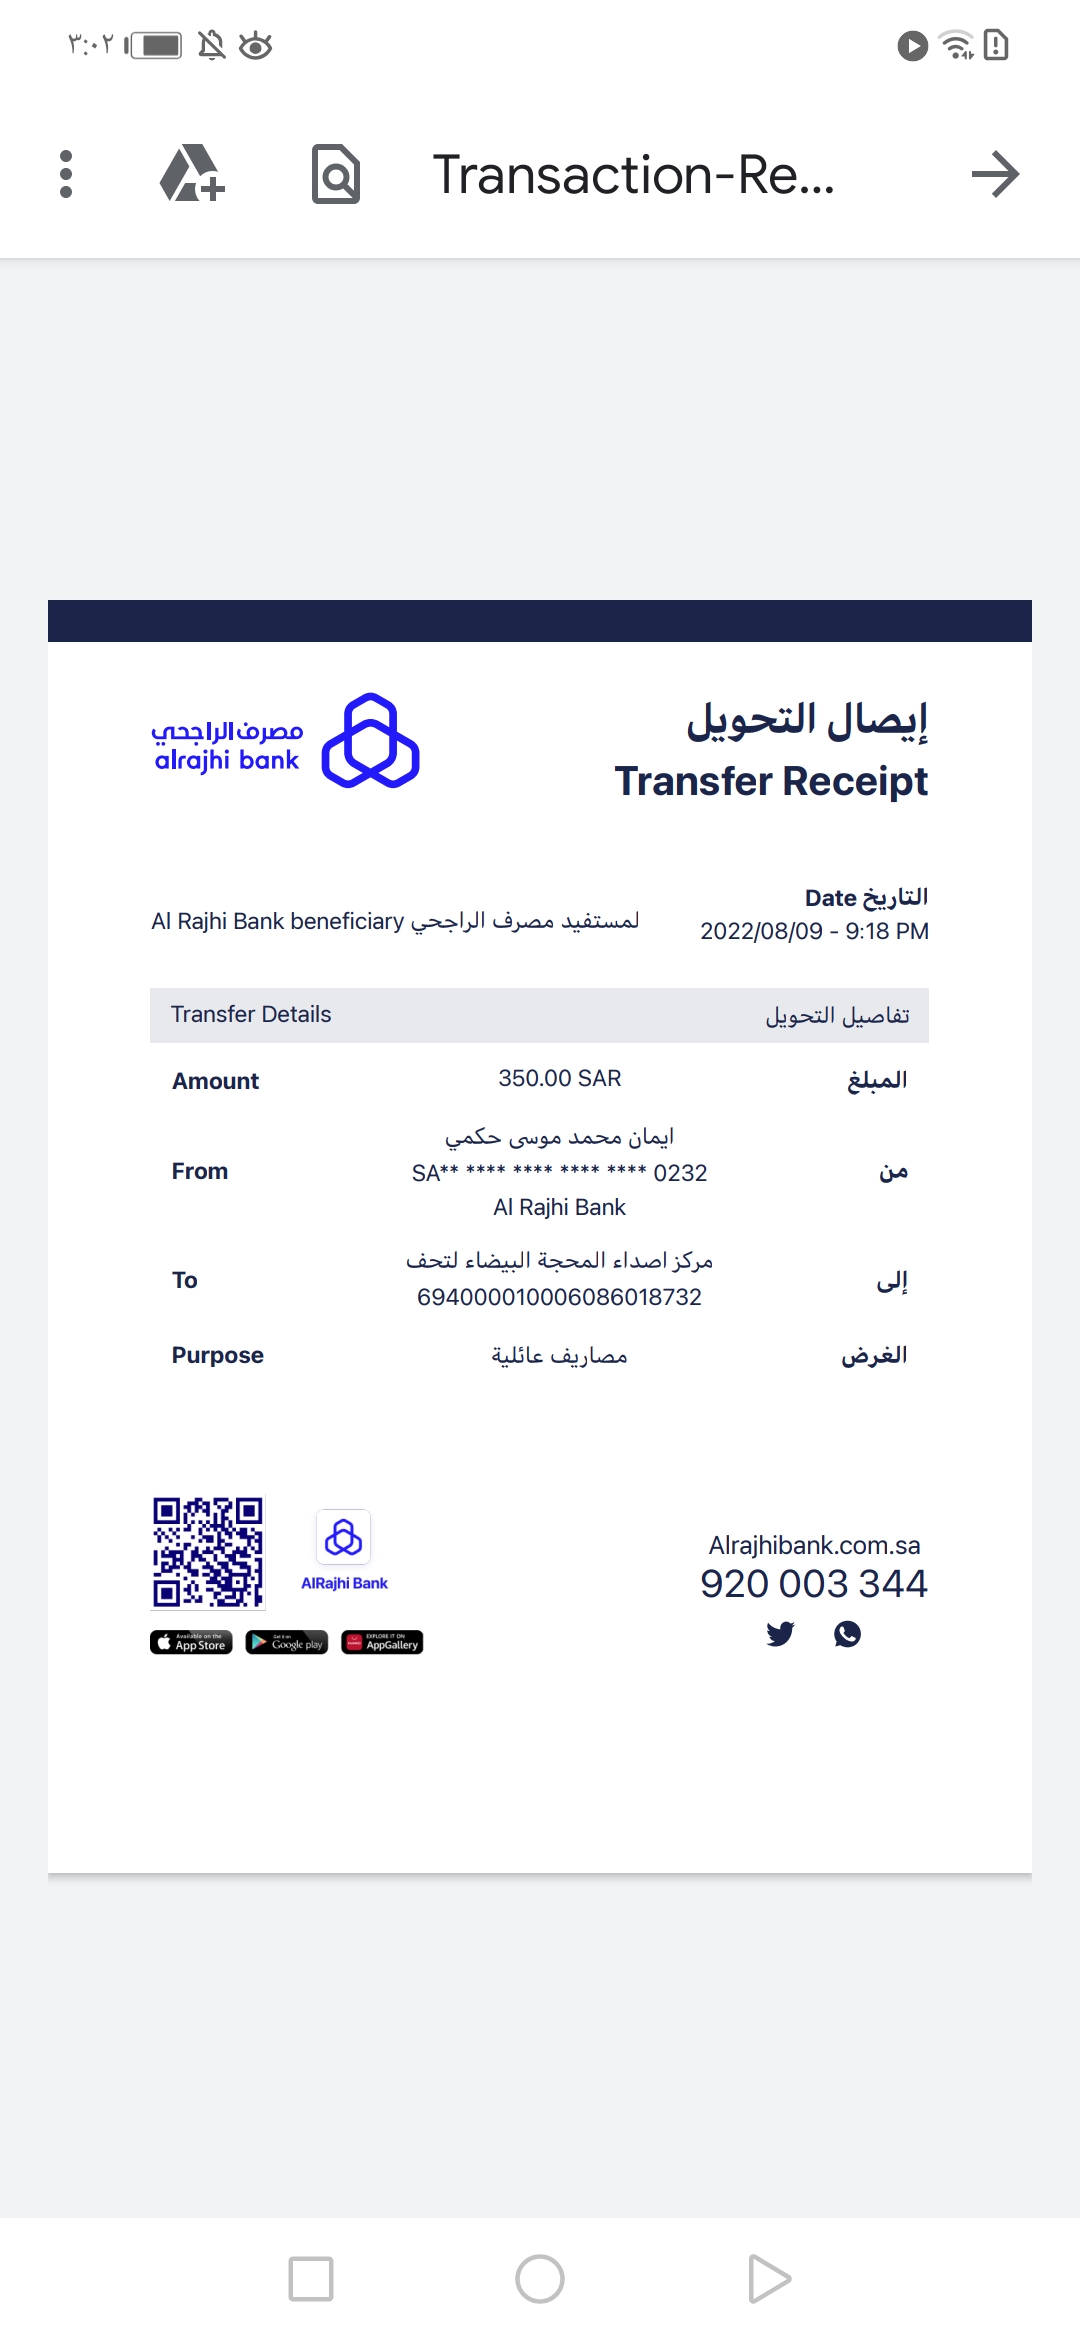 ٣:٠٢
Transaction-Re...
مصرف الراجحي
alrajhi bank
إيصال التحويل
Transfer Receipt
التاريخ Date
2022/08/09 - 9:18 PM
Al Rajhi Bank beneficiary لمستفيد مصرف الراجحي
Transfer Details تفاصيل التحويل
Amount 350.00 SAR المبلغ
ايمان محمد موسى حكمي
From SA** **** **** **** **** 0232 من
Al Rajhi Bank
مركز اصداء المحجة البيضاء لتحف
To إلى
694000010006086018732
Purpose مصاريف عائلية الغرض
AlRajhi Bank
Available on the
App Store
Get it on
Google play
EXPLORE IT ON
AppGallery
Alrajhibank.com.sa
920 003 344